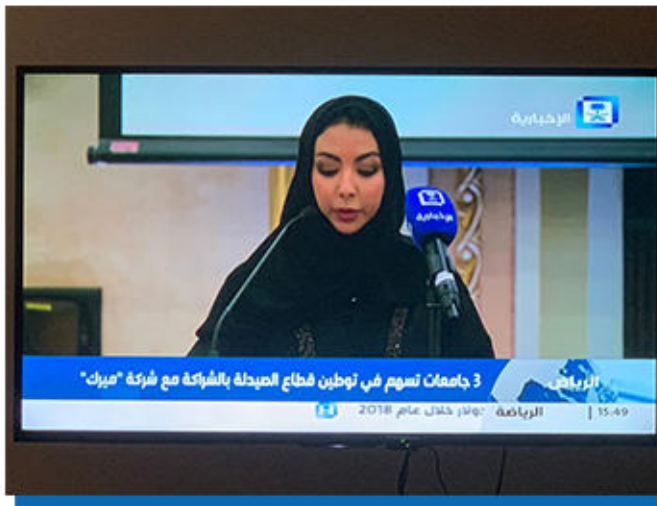 الإخبارية
الإخبارية
الرياض
3 جامعات تسهم في توطين قطاع الصيدلة بالشراكة مع شركة "ميرك"
15:49 | الرياضة دولار خلال عام 2018